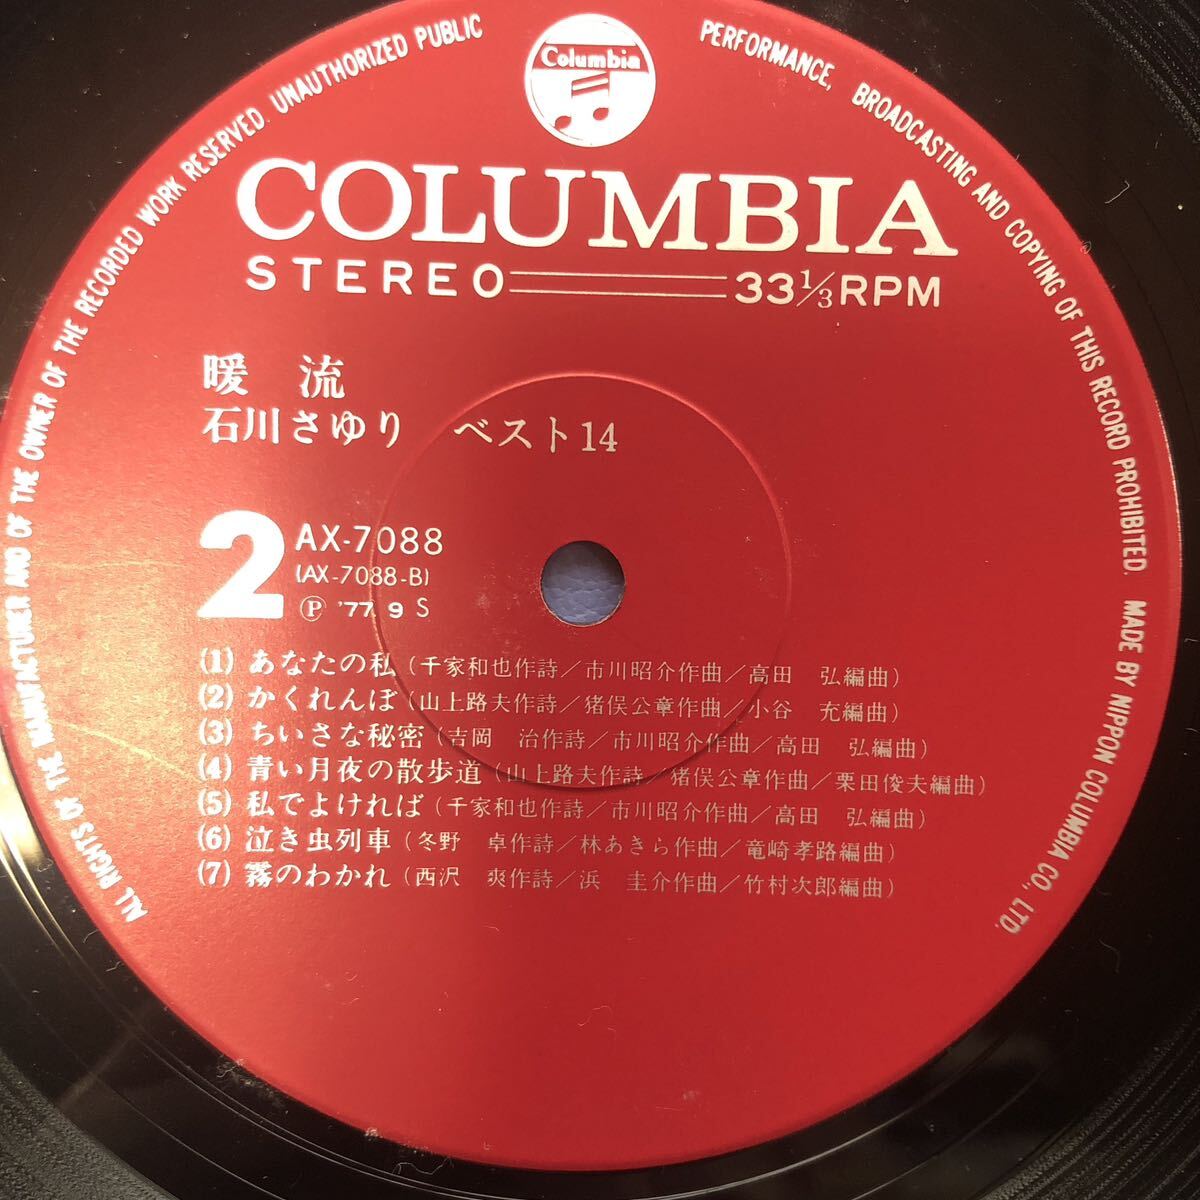 Columbia
COLUMBIA
STEREO 33 1/3 RPM
暖 流
石川さゆり ベスト14
2 AX-7088
(AX-7088-B)
Ⓟ '77. 9 S
(1) あなたの私 (千家和也作詩/市川昭介作曲/高田 弘編曲)
(2) かくれんぼ (山上路夫作詩/猪俣公章作曲/小谷 充編曲)
(3) ちいさな秘密 (吉岡 治作詩/市川昭介作曲/高田 弘編曲)
(4) 青い月夜の散歩道 (山上路夫作詩/猪俣公章作曲/栗田俊夫編曲)
(5) 私でよければ (千家和也作詩/市川昭介作曲/高田 弘編曲)
(6) 泣き虫列車 (冬野 卓作詩/林あきら作曲/竜崎孝路編曲)
(7) 霧のわかれ (西沢 爽作詩/浜 圭介作曲/竹村次郎編曲)
ALL RIGHTS OF THE MANUFACTURER AND OF THE OWNER OF THE RECORDED WORK RESERVED. UNAUTHORIZED PUBLIC PERFORMANCE, BROADCASTING AND COPYING OF THIS RECORD PROHIBITED. MADE BY NIPPON COLUMBIA CO., LTD.